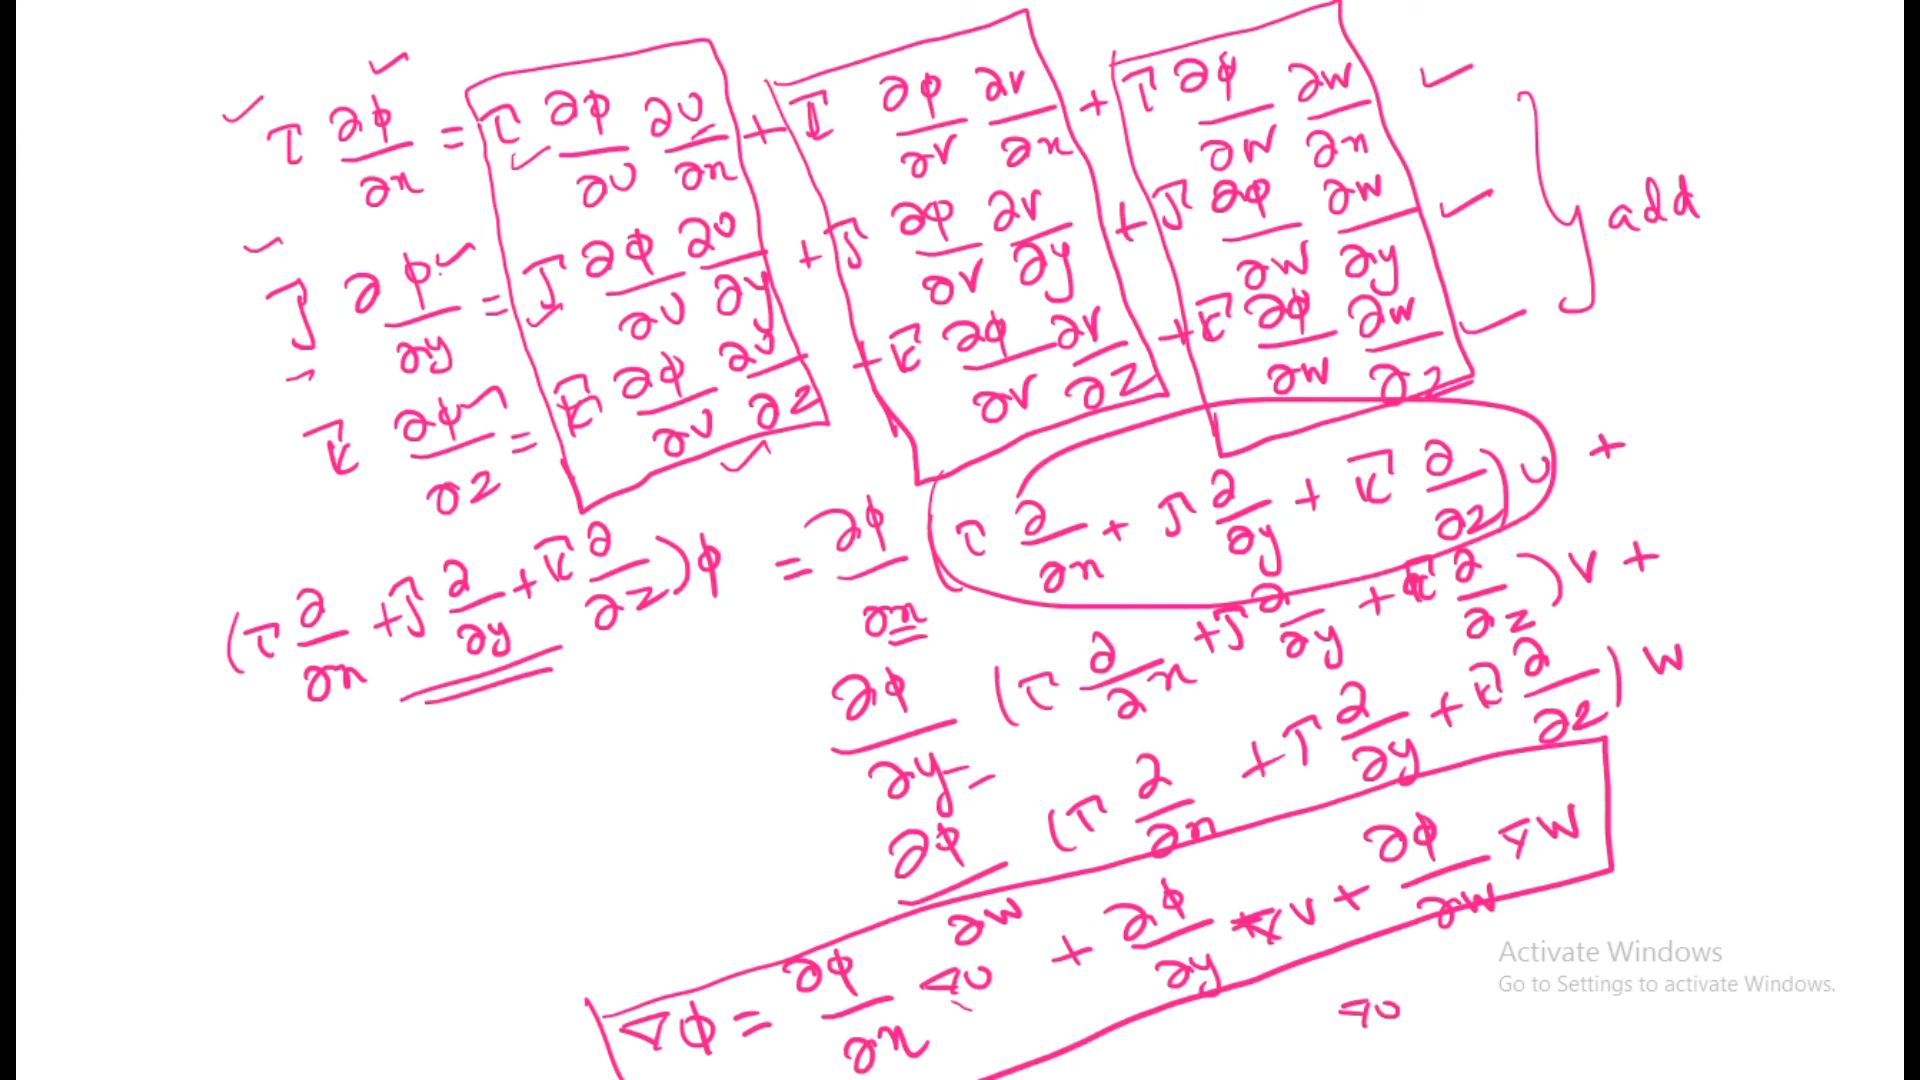 i⃗ ∂φ/∂x = i⃗ ∂φ/∂u ∂u/∂x + i⃗ ∂φ/∂v ∂v/∂x + i⃗ ∂φ/∂w ∂w/∂x
j⃗ ∂φ/∂y = j⃗ ∂φ/∂u ∂u/∂y + j⃗ ∂φ/∂v ∂v/∂y + j⃗ ∂φ/∂w ∂w/∂y } add
k⃗ ∂φ/∂z = k⃗ ∂φ/∂u ∂u/∂z + k⃗ ∂φ/∂v ∂v/∂z + k⃗ ∂φ/∂w ∂w/∂z
(i⃗ ∂/∂x + j⃗ ∂/∂y + k⃗ ∂/∂z)φ = ∂φ/∂x (i⃗ ∂/∂x + j⃗ ∂/∂y + k⃗ ∂/∂z)u +
∂φ/∂y (i⃗ ∂/∂x + j⃗ ∂/∂y + k⃗ ∂/∂z)v +
∂φ/∂w (i⃗ ∂/∂x + j⃗ ∂/∂y + k⃗ ∂/∂z)w
∇φ = ∂φ/∂x ∇u + ∂φ/∂y ∇v + ∂φ/∂w ∇w
∇u
Activate Windows
Go to Settings to activate Windows.